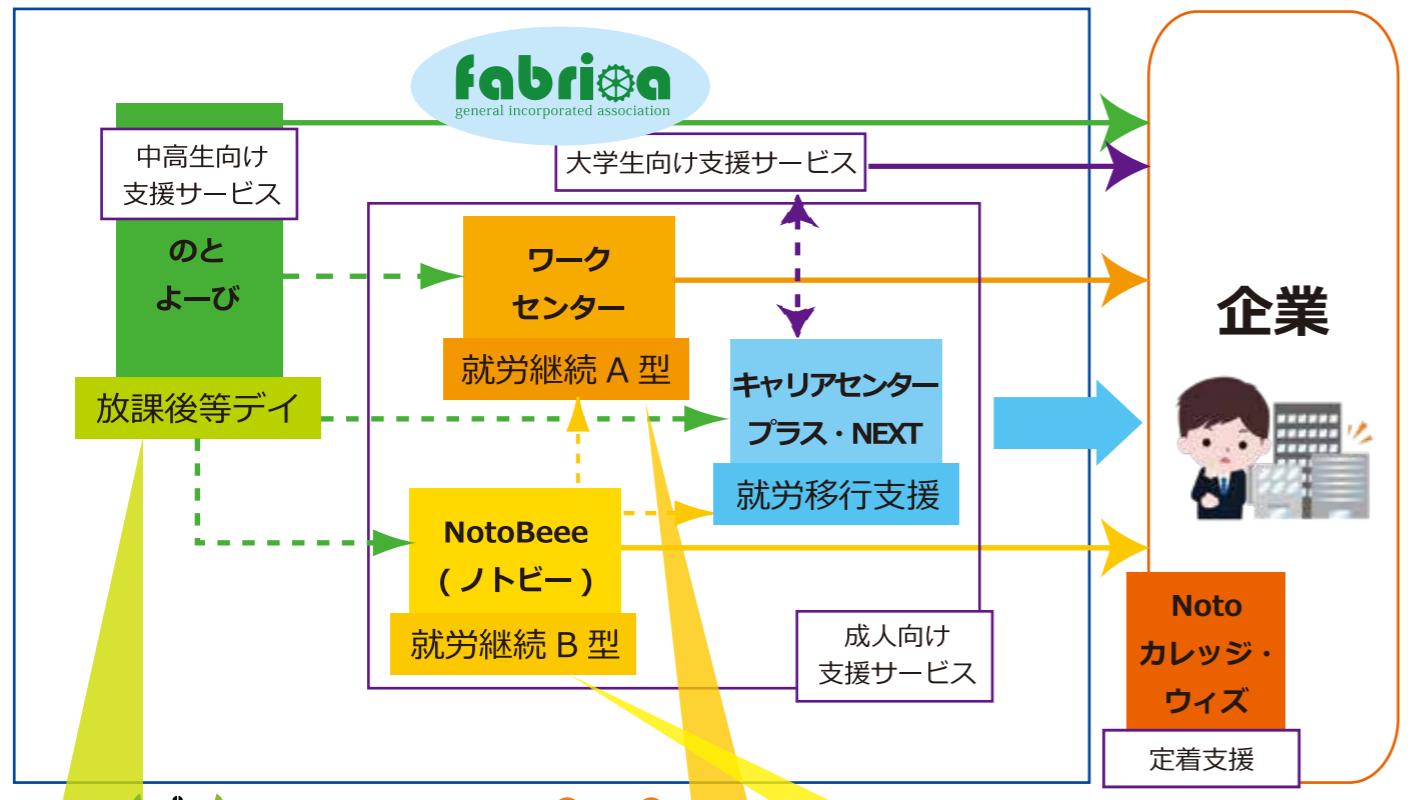 fabrica
general incorporated association
中高生向け
支援サービス
大学生向け支援サービス
のと
よーび
放課後等デイ
ワーク
センター
就労継続 A 型
キャリアセンター
プラス・NEXT
就労移行支援
NotoBeee
( ノトビー )
就労継続 B 型
成人向け
支援サービス
企業
Noto
カレッジ・
ウィズ
定着支援